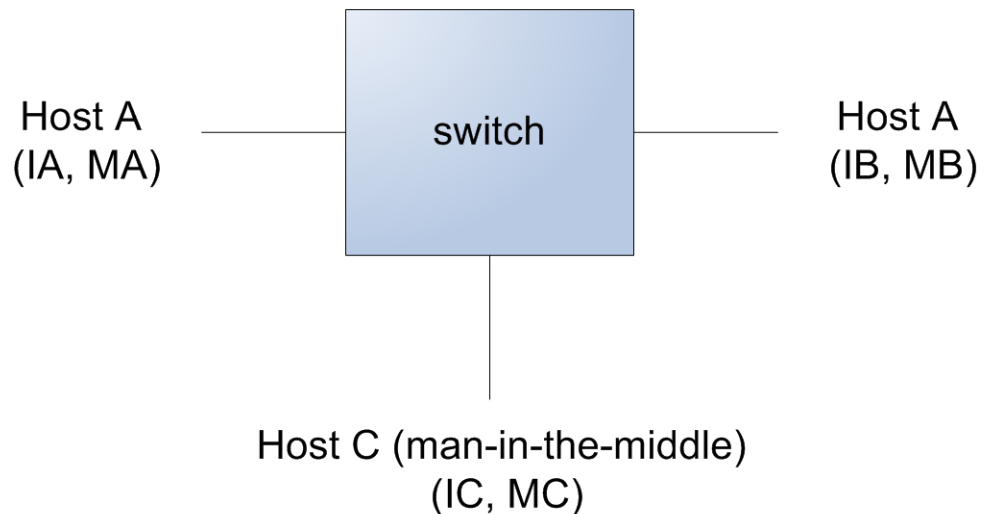 Host A
(IA, MA)
switch
Host A
(IB, MB)
Host C (man-in-the-middle)
(IC, MC)